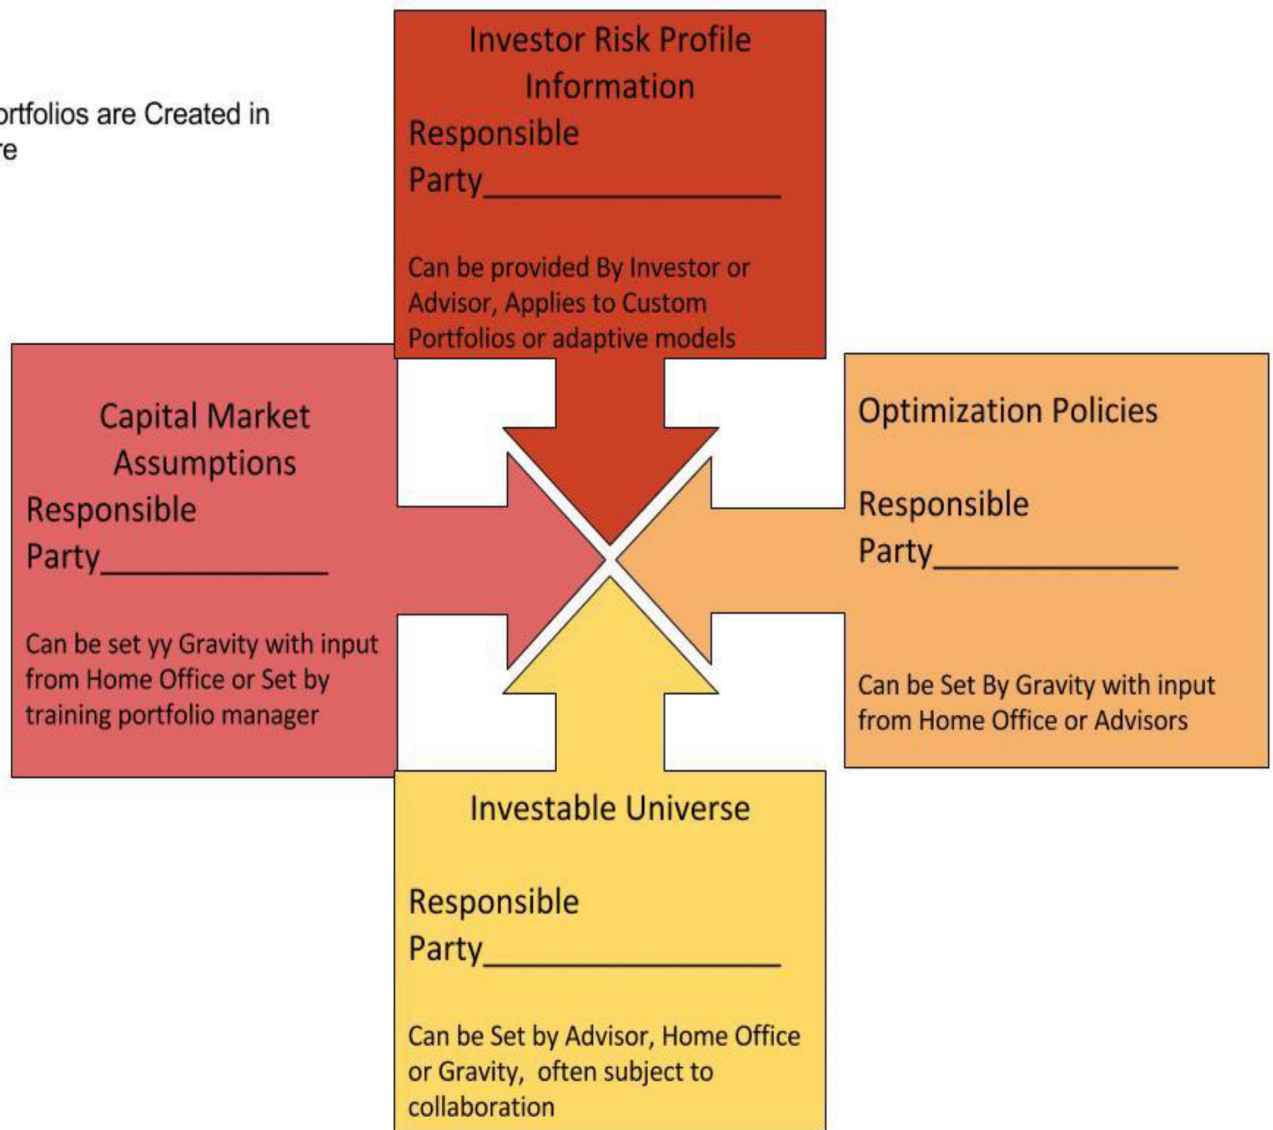 Investor Risk Profile
Information
Responsible
Party____________________
Can be provided By Investor or
Advisor, Applies to Custom
Portfolios or adaptive models
ortfolios are Created in
re
Capital Market
Assumptions
Responsible
Party_______________
Can be set yy Gravity with input
from Home Office or Set by
training portfolio manager
Optimization Policies
Responsible
Party________________
Can be Set By Gravity with input
from Home Office or Advisors
Investable Universe
Responsible
Party____________________
Can be Set by Advisor, Home Office
or Gravity,  often subject to
collaboration